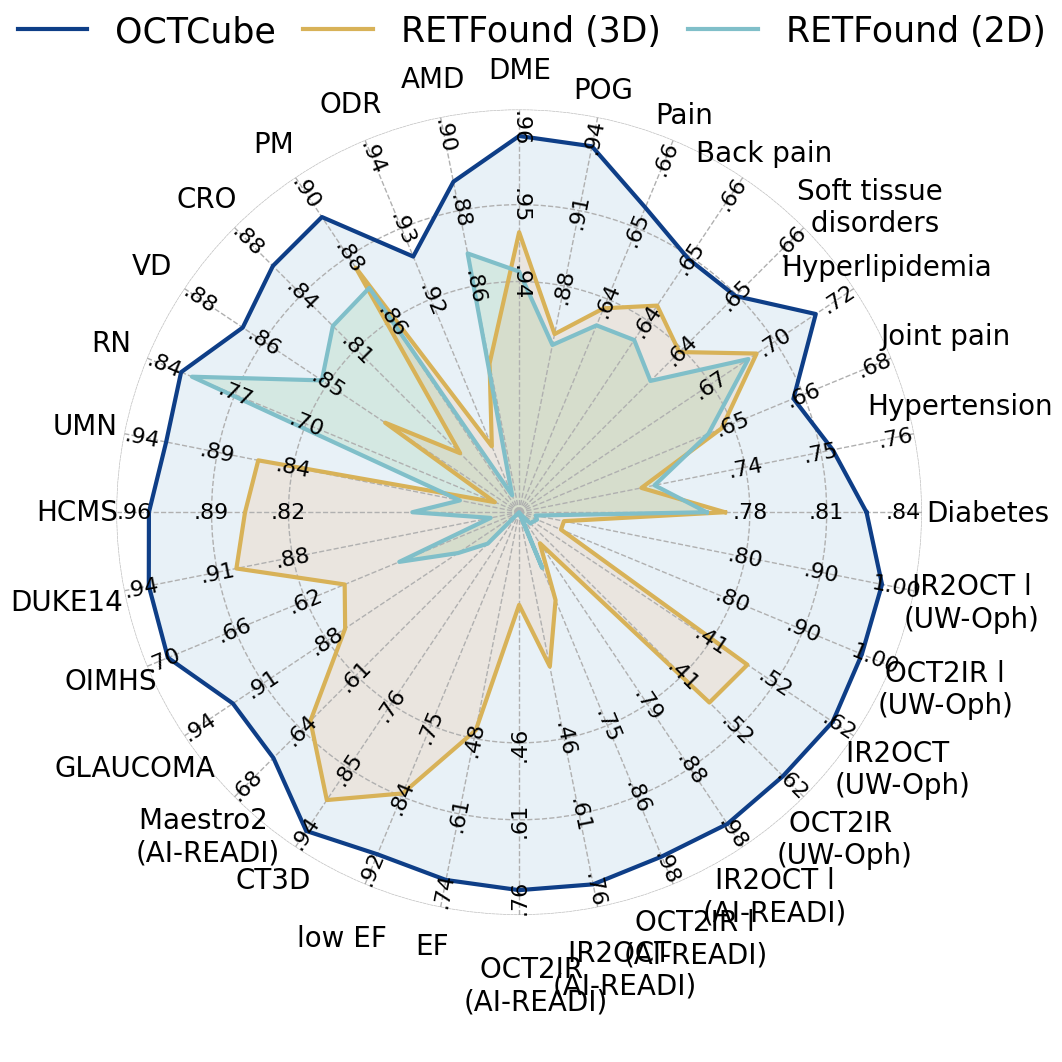 OCTCube RETFound (3D) RETFound (2D)
DME
POG
Pain
Back pain
Soft tissue
disorders
Hyperlipidemia
Joint pain
Hypertension
Diabetes
IR2OCT l
(UW-Oph)
OCT2IR l
(UW-Oph)
IR2OCT
(UW-Oph)
OCT2IR
(UW-Oph)
IR2OCT l
(AI-READI)
OCT2IR l
(AI-READI)
IR2OCT
(AI-READI)
OCT2IR
(AI-READI)
EF
low EF
CT3D
Maestro2
(AI-READI)
GLAUCOMA
OIMHS
DUKE14
HCMS
UMN
RN
VD
CRO
PM
ODR
AMD
.94 .95 .96
.88 .91 .94
.64 .65 .66
.64 .65 .66
.64 .65 .66
.67 .70 .72
.65 .66 .68
.74 .75 .76
.78 .81 .84
.80 .90 1.00
.80 .90 1.00
.41 .52 .62
.41 .52 .62
.79 .88 .98
.75 .86 .98
.46 .61 .76
.46 .61 .76
.48 .61 .74
.75 .84 .92
.76 .85 .94
.61 .64 .68
.88 .91 .94
.62 .66 .70
.88 .91 .94
.82 .89 .96
.84 .89 .94
.70 .77 .84
.85 .86 .88
.81 .84 .88
.86 .88 .90
.92 .93 .94
.86 .88 .90